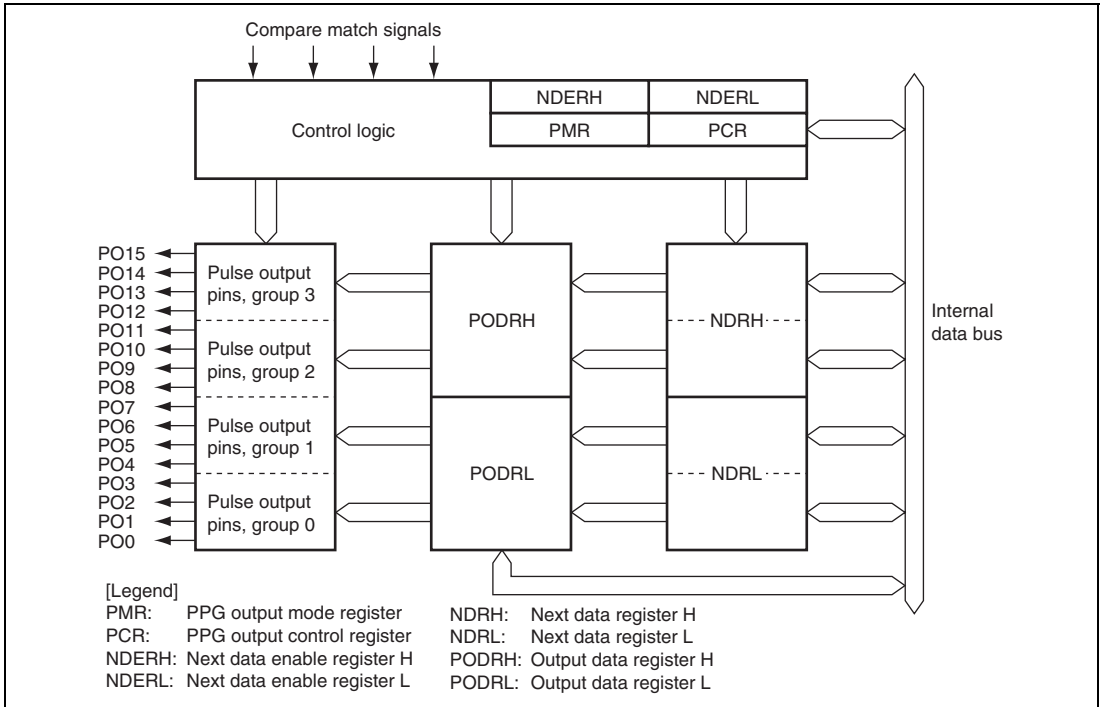 Compare match signals
NDERH
NDERL
Control logic
PMR
PCR
PO15
PO14
PO13
PO12
PO11
PO10
PO9
PO8
PO7
PO6
PO5
PO4
PO3
PO2
PO1
PO0
Pulse output
pins, group 3
Pulse output
pins, group 2
Pulse output
pins, group 1
Pulse output
pins, group 0
PODRH
PODRL
NDRH
NDRL
Internal
data bus
[Legend]
PMR: PPG output mode register
PCR: PPG output control register
NDERH: Next data enable register H
NDERL: Next data enable register L
NDRH: Next data register H
NDRL: Next data register L
PODRH: Output data register H
PODRL: Output data register L